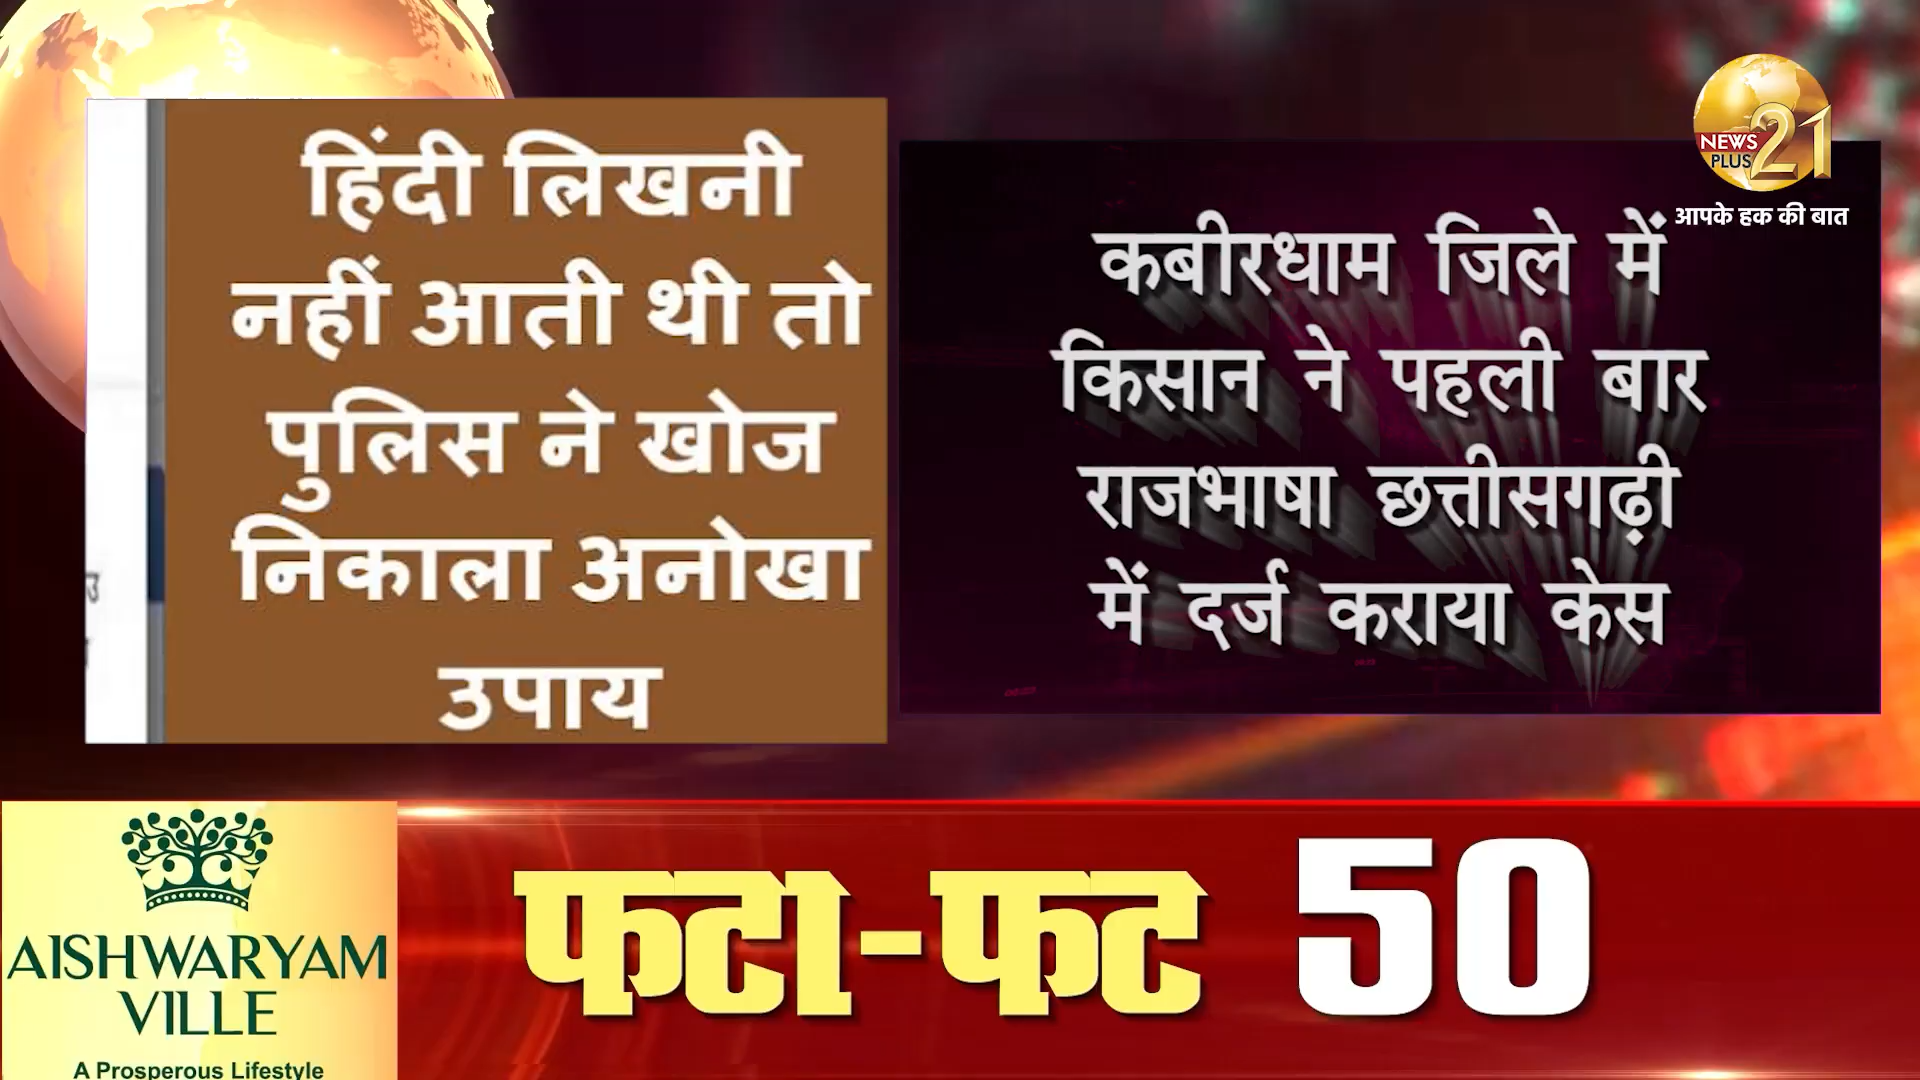 हिंदी लिखनी
नहीं आती थी तो
पुलिस ने खोज
निकाला अनोखा
उपाय
उ
NEWS
PLUS 21
आपके हक की बात
कबीरधाम जिले में
किसान ने पहली बार
राजभाषा छत्तीसगढ़ी
में दर्ज कराया केस
AISHWARYAM
VILLE
A Prosperous Lifestyle
फटा-फट 50